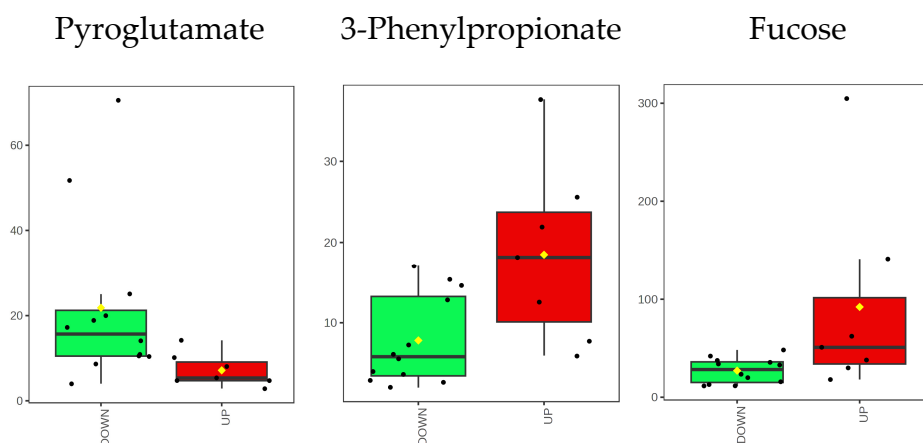 Pyroglutamate
3-Phenylpropionate
Fucose
60
40
20
0
DOWN
UP
30
20
10
DOWN
UP
300
200
100
0
DOWN
UP